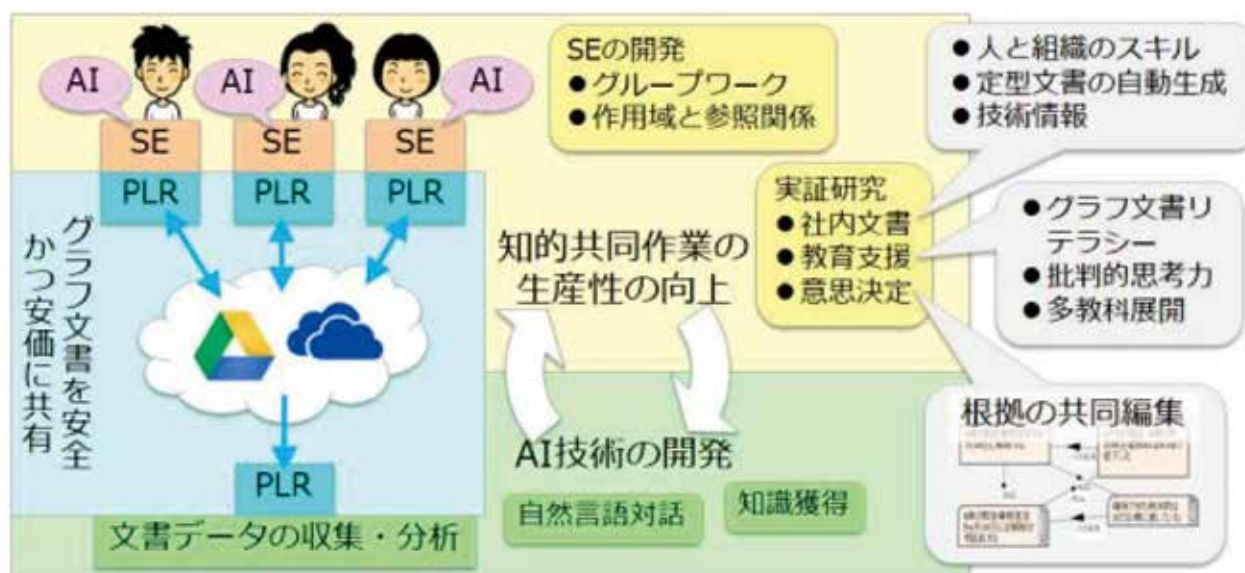 AI
AI
AI
SE
SE
SE
PLR
PLR
PLR
グラフ文書を安全
かつ安価に共有
PLR
文書データの収集・分析
SEの開発
●グループワーク
●作用域と参照関係
知的共同作業の
生産性の向上
実証研究
●社内文書
●教育支援
●意思決定
AI技術の開発
自然言語対話
知識獲得
●人と組織のスキル
●定型文書の自動生成
●技術情報
●グラフ文書リ
テラシー
●批判的思考力
●多教科展開
根拠の共同編集